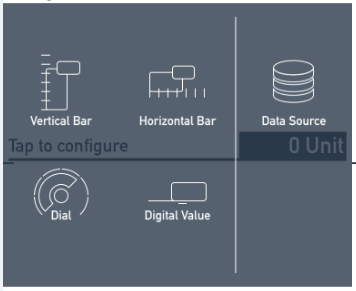 Vertical Bar Horizontal Bar Data Source
Tap to configure 0 Unit
Dial Digital Value